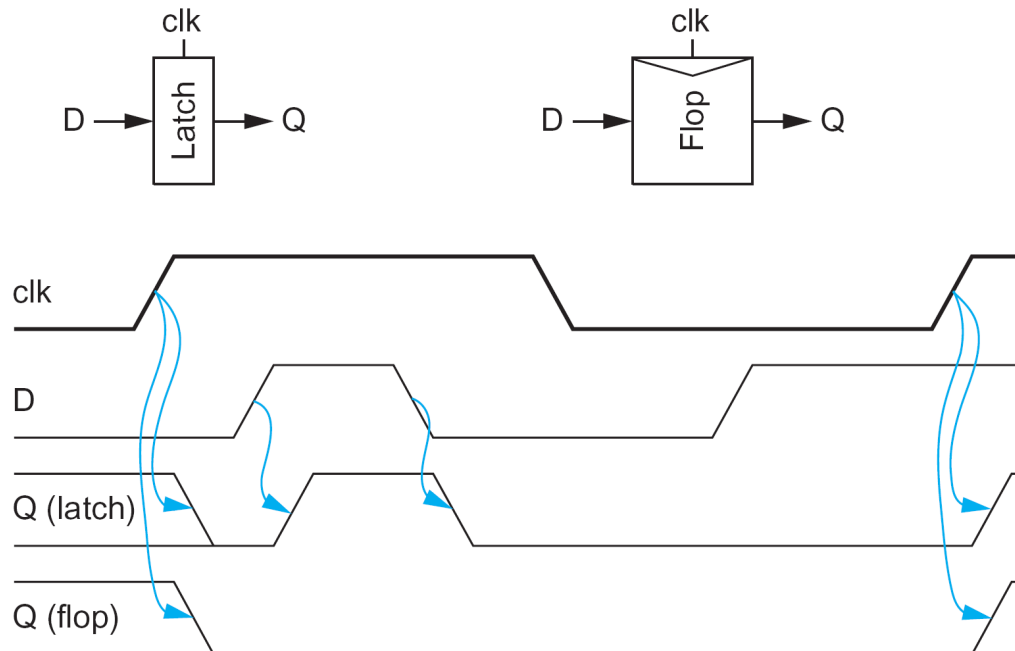 clk
clk
D
Latch
Q
D
Flop
Q
clk
D
Q (latch)
Q (flop)